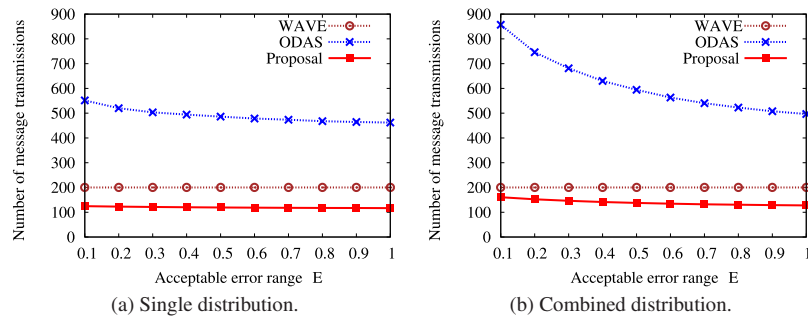 900
800
700
600
500
400
300
200
100
0
Number of message transmissions
WAVE
ODAS
Proposal
0.1 0.2 0.3 0.4 0.5 0.6 0.7 0.8 0.9 1
Acceptable error range E
(a) Single distribution.
900
800
700
600
500
400
300
200
100
0
Number of message transmissions
WAVE
ODAS
Proposal
0.1 0.2 0.3 0.4 0.5 0.6 0.7 0.8 0.9 1
Acceptable error range E
(b) Combined distribution.